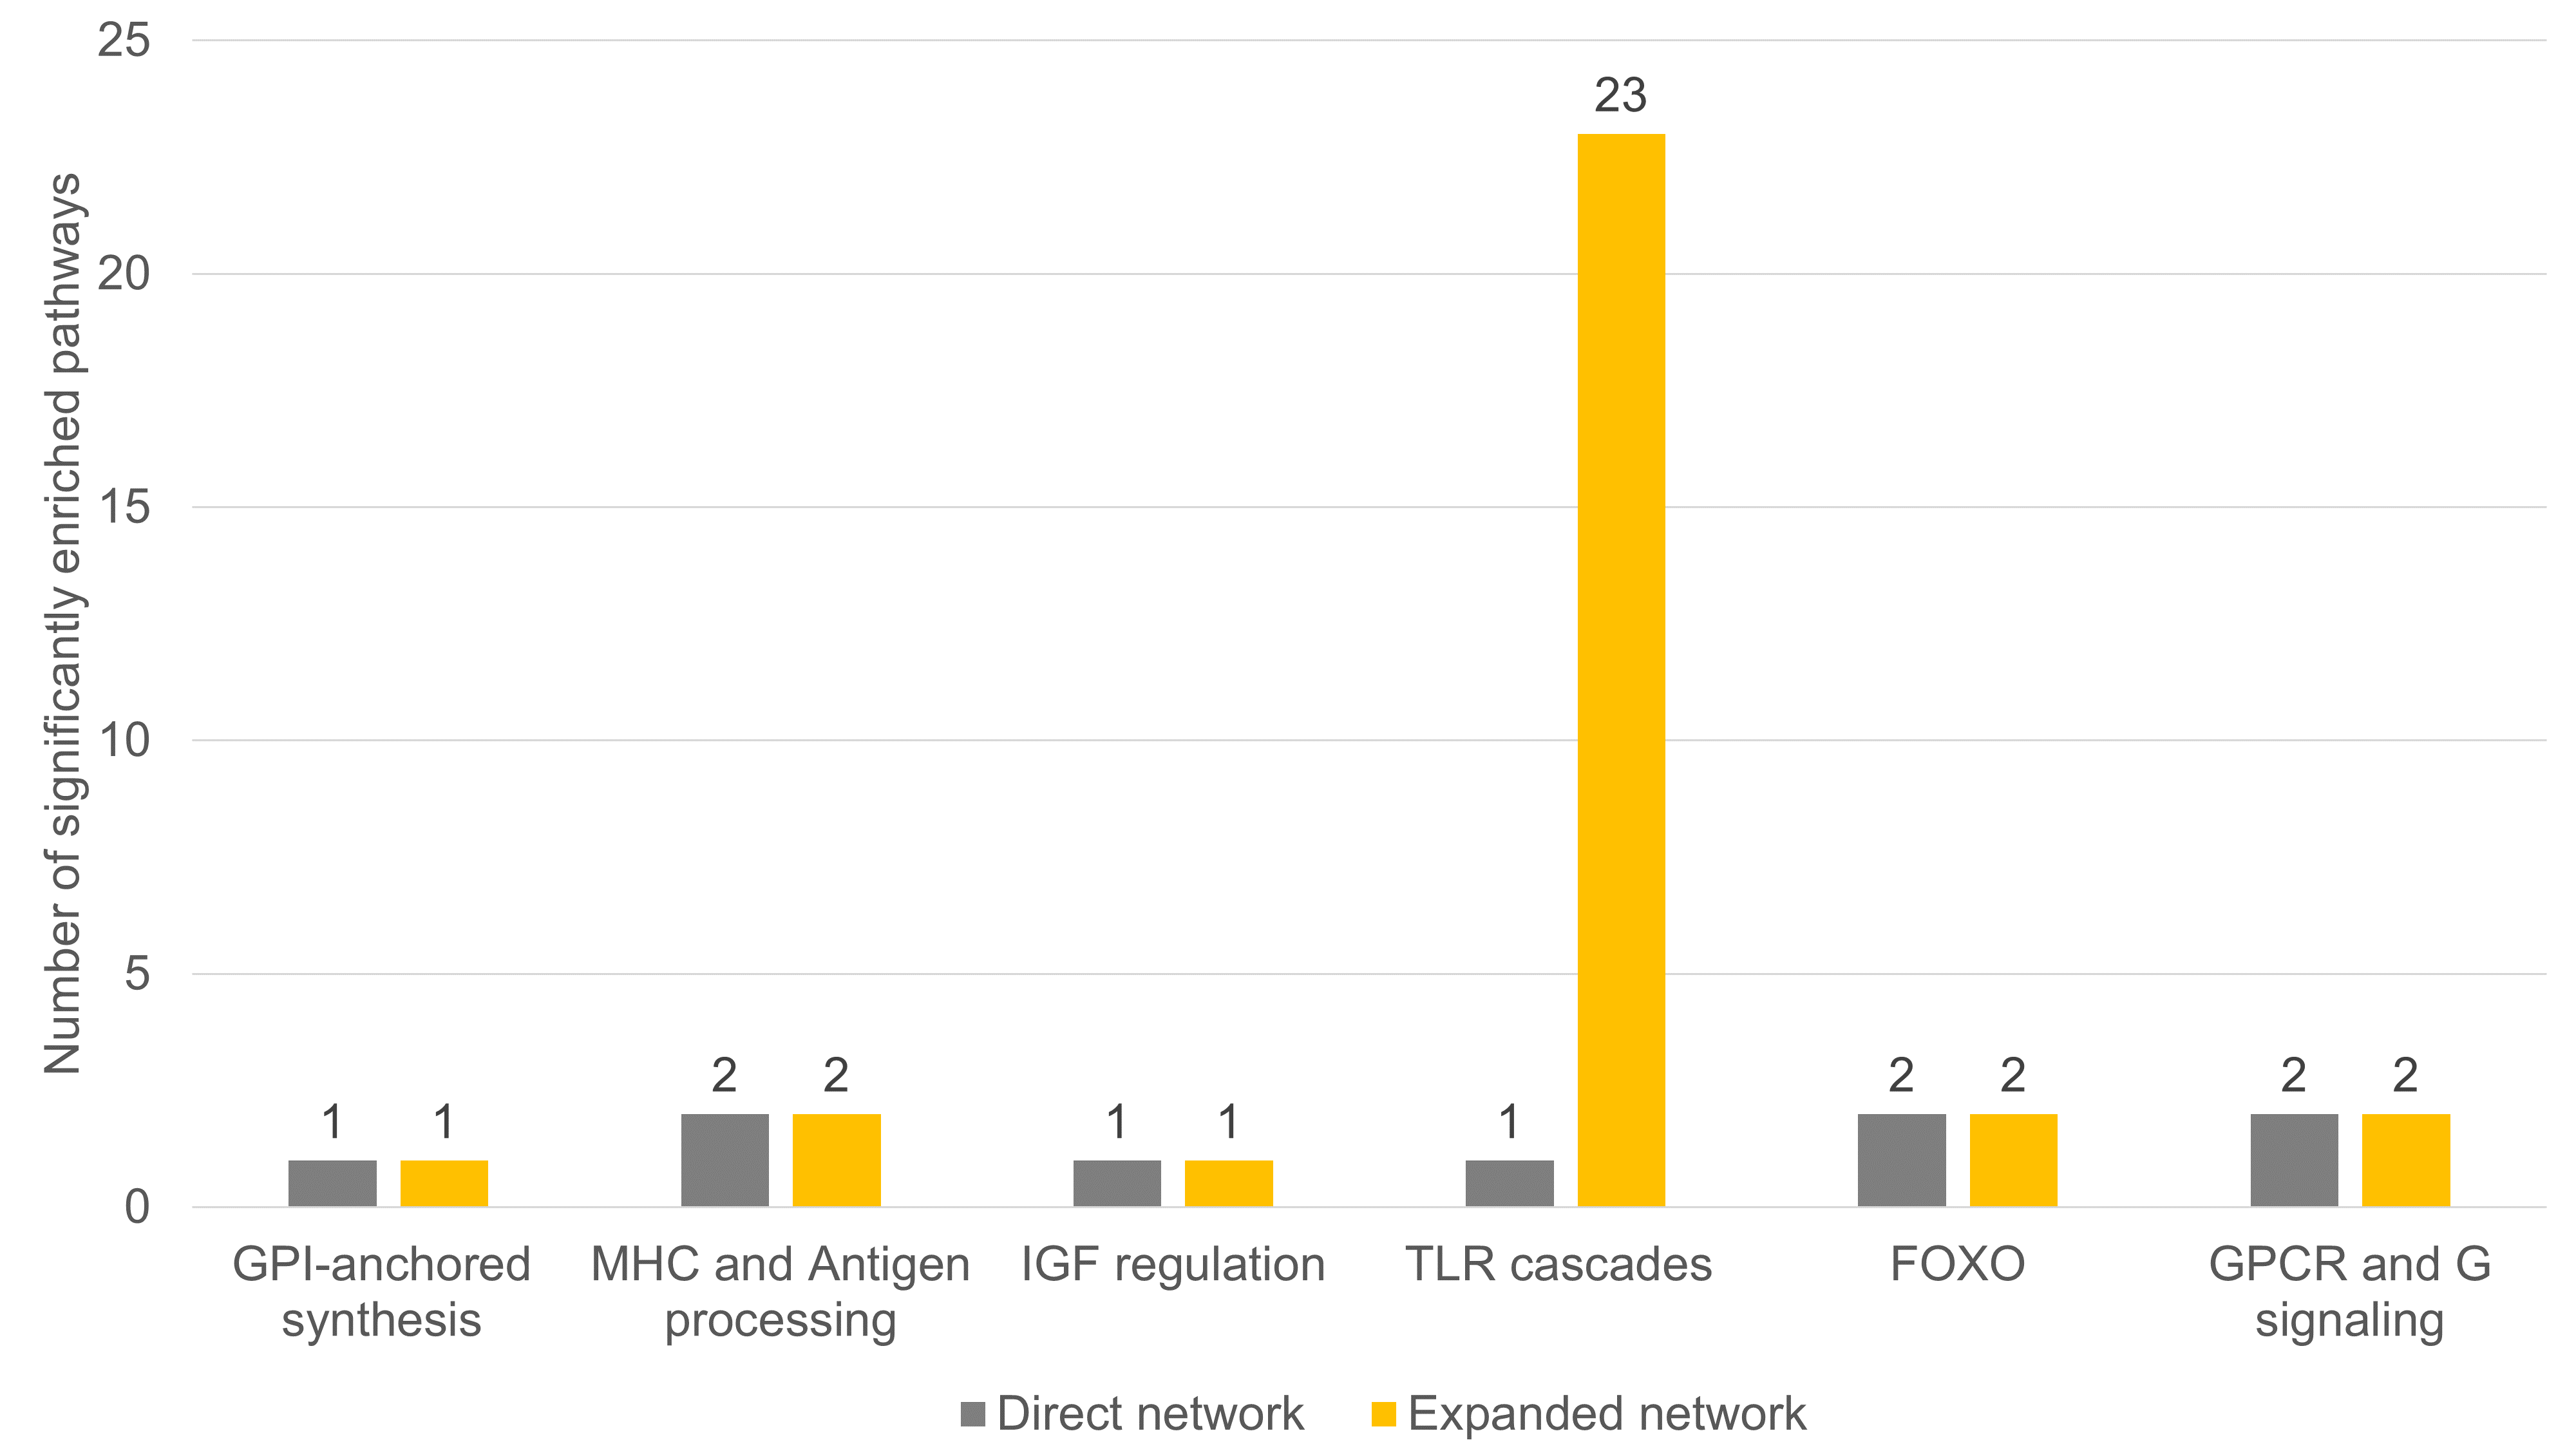 Number of significantly enriched pathways
25
20
15
10
5
0
1
1
2
2
1
1
1
23
2
2
2
2
GPI-anchored
synthesis
MHC and Antigen
processing
IGF regulation
TLR cascades
FOXO
GPCR and G
signaling
Direct network
Expanded network